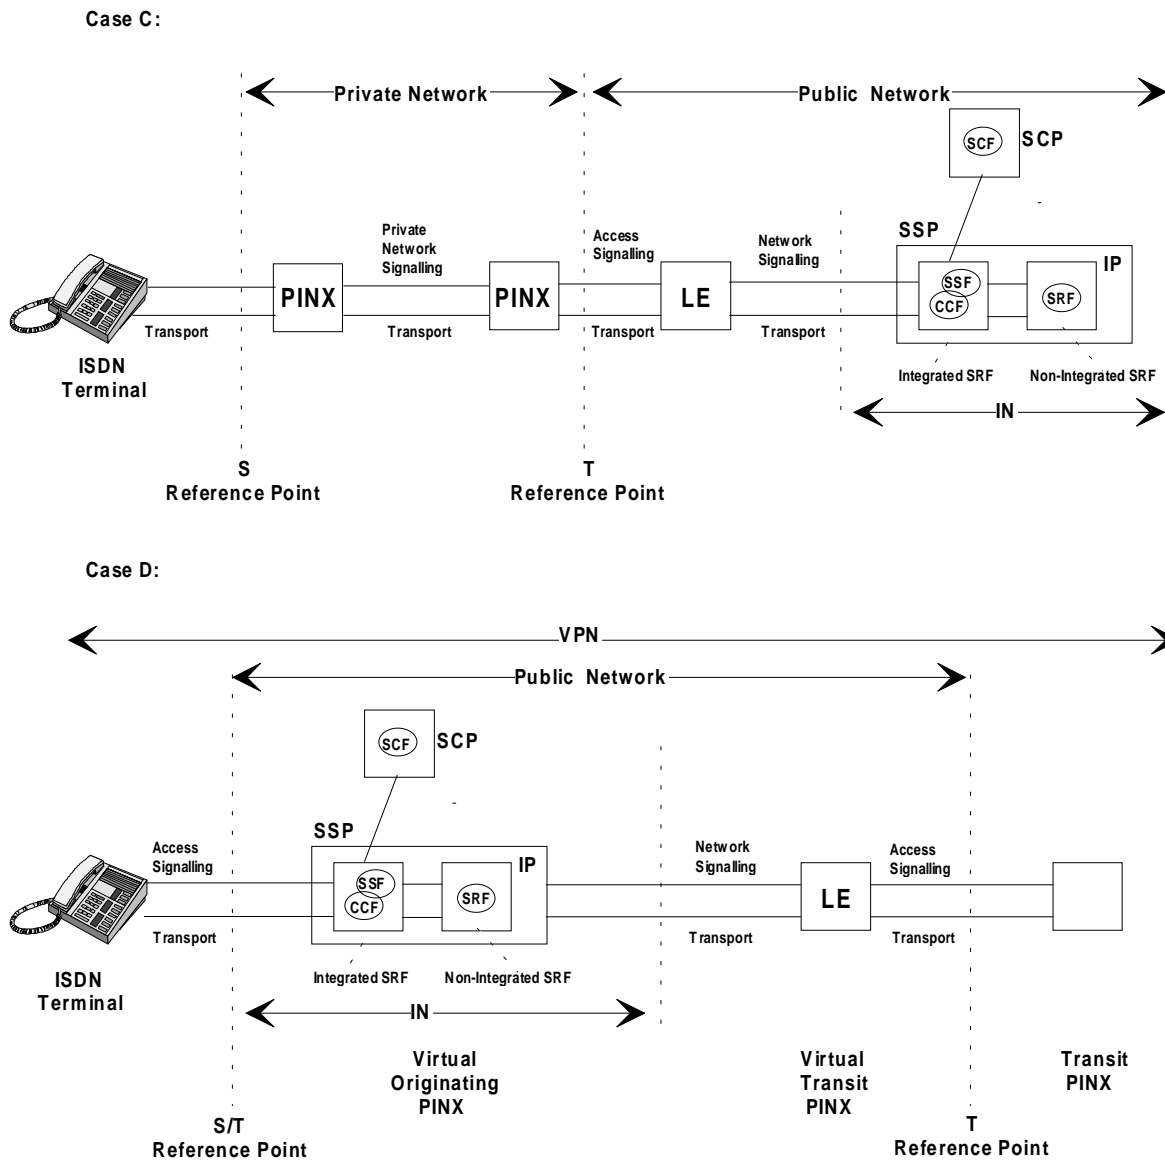 Case C:
Private Network
Public Network
SCF
SCP
Private
Network
Signalling
Access
Signalling
Network
Signalling
SSP
IP
PINX
PINX
LE
SSF
CCF
SRF
Transport
Transport
Transport
Transport
ISDN
Terminal
Integrated SRF
Non-Integrated SRF
IN
S
Reference Point
T
Reference Point
Case D:
VPN
Public Network
SCF
SCP
SSP
Access
Signalling
IP
Network
Signalling
Access
Signalling
SSF
CCF
SRF
LE
Transport
Transport
Transport
ISDN
Terminal
Integrated SRF
Non-Integrated SRF
IN
Virtual
Originating
PINX
Virtual
Transit
PINX
Transit
PINX
S/T
Reference Point
T
Reference Point